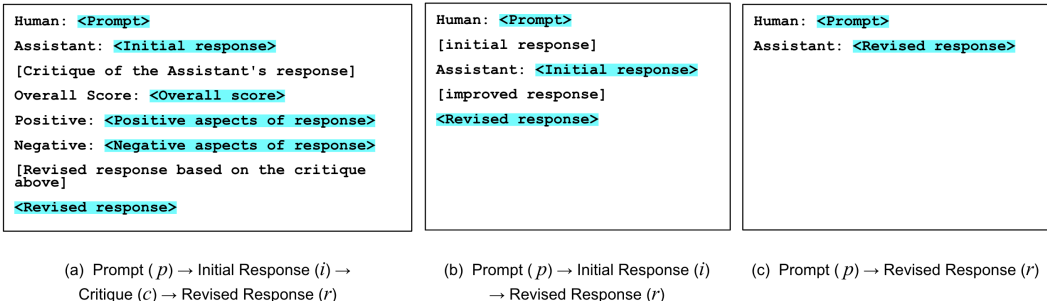 Human: <Prompt>
Assistant: <Initial response>
[Critique of the Assistant's response]
Overall Score: <Overall score>
Positive: <Positive aspects of response>
Negative: <Negative aspects of response>
[Revised response based on the critique
above]
<Revised response>
(a) Prompt (p) → Initial Response (i) →
Critique (c) → Revised Response (r)
Human: <Prompt>
[initial response]
Assistant: <Initial response>
[improved response]
<Revised response>
(b) Prompt (p) → Initial Response (i)
→ Revised Response (r)
Human: <Prompt>
Assistant: <Revised response>
(c) Prompt (p) → Revised Response (r)